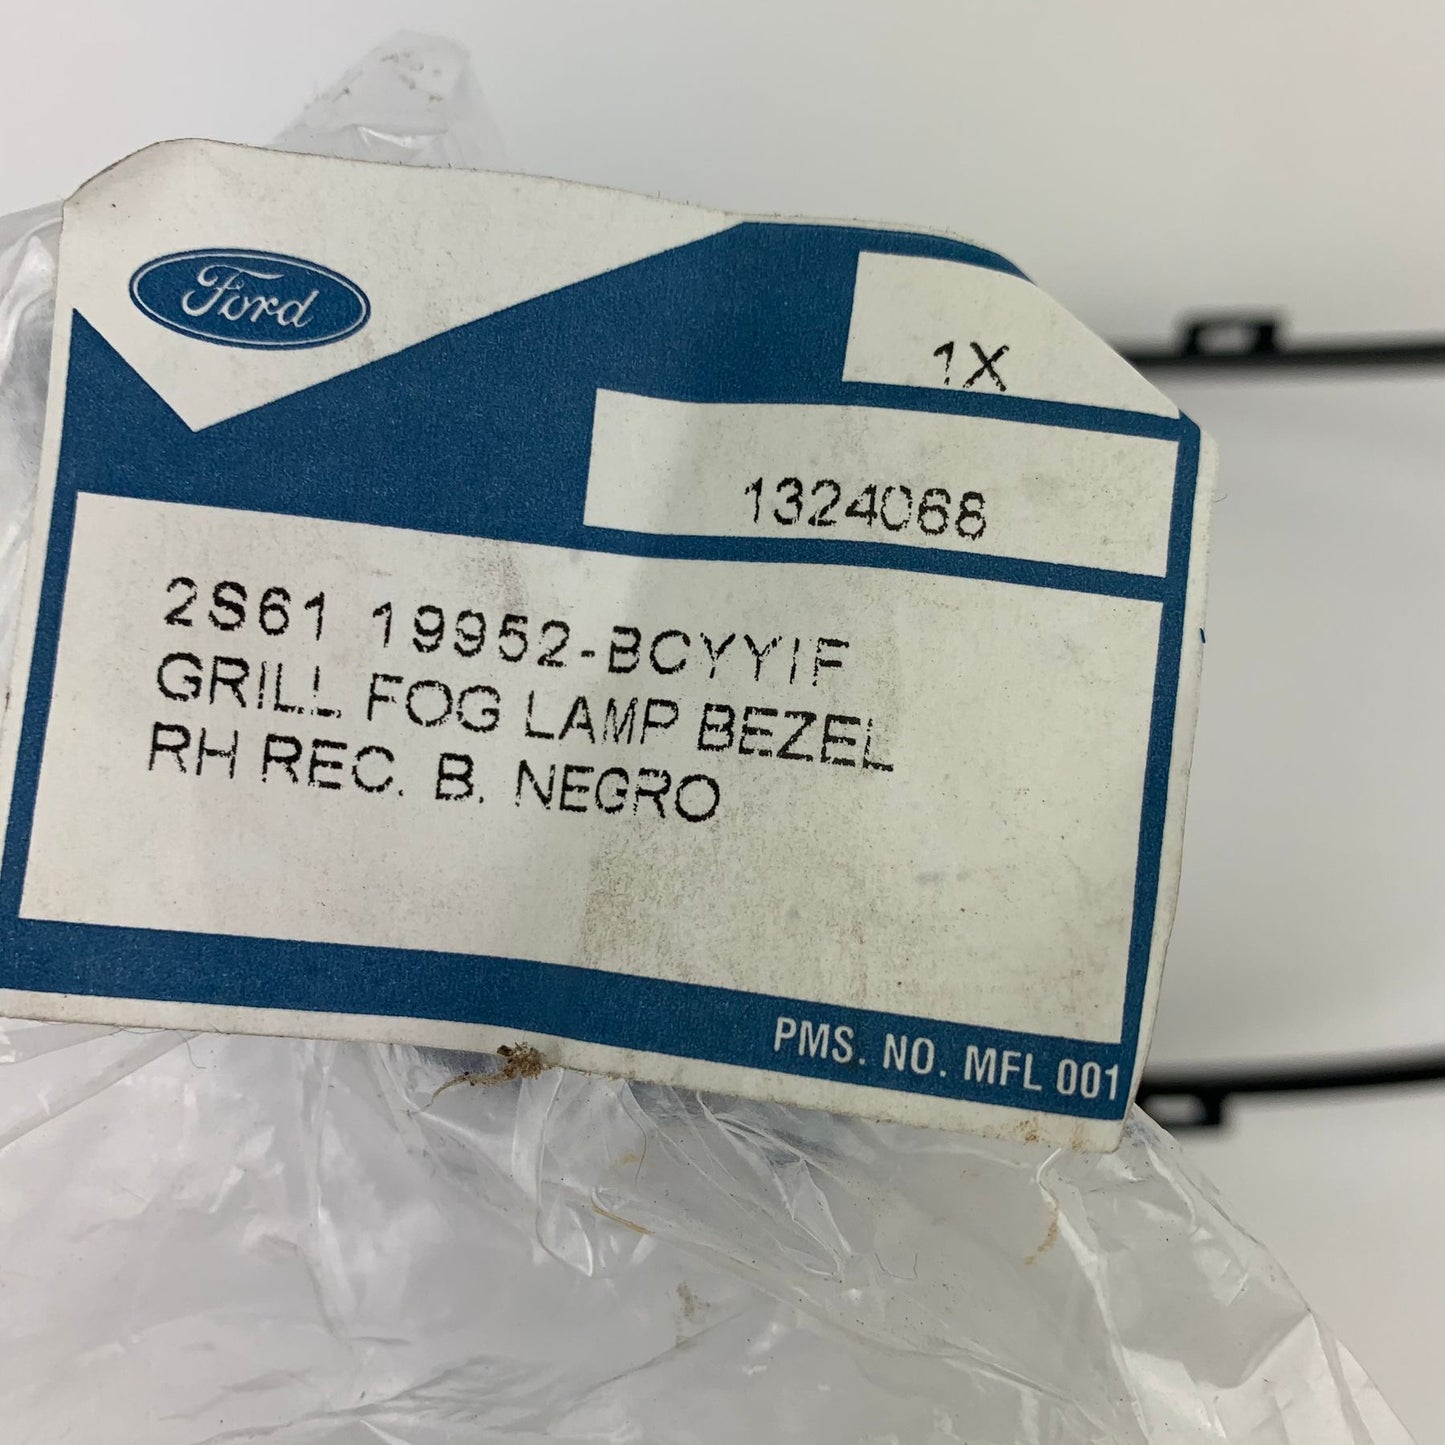 Ford
1X
1324068
2S61 19952-BCYYIF
GRILL FOG LAMP BEZEL
RH REC. B. NEGRO
PMS. NO. MFL 001